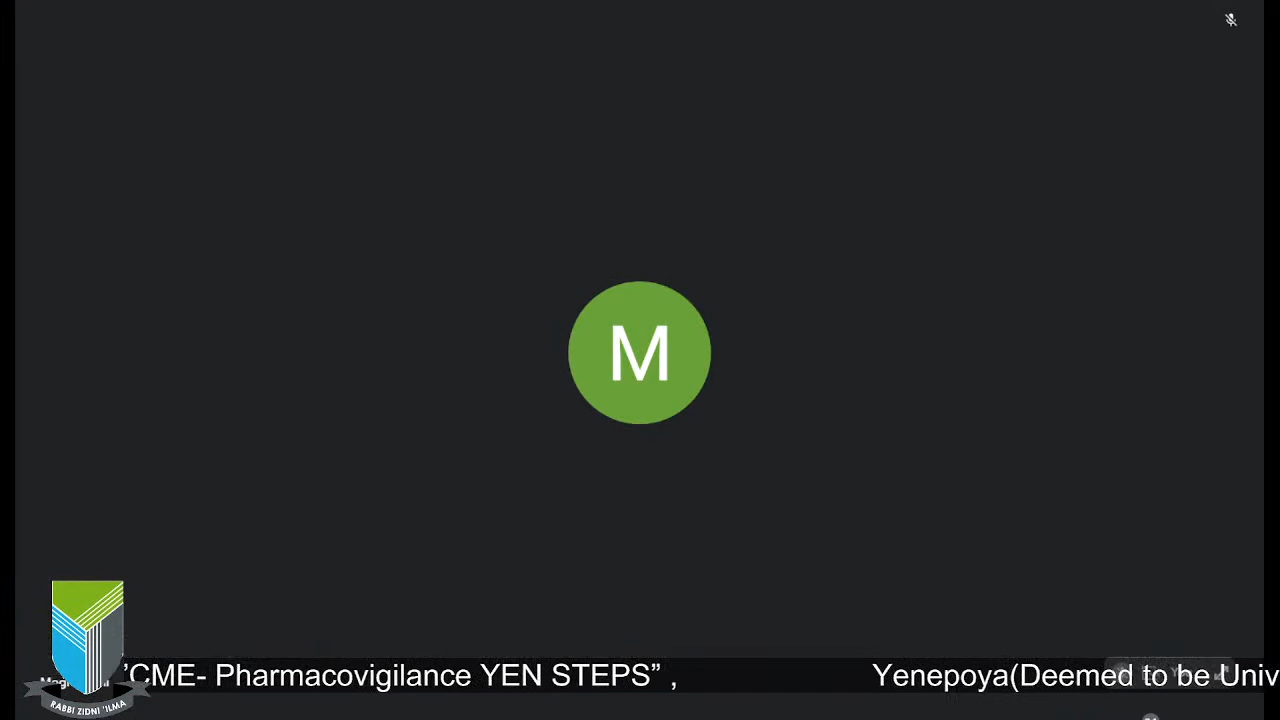 M
'CME- Pharmacovigilance YEN STEPS" , Yenepoya(Deemed to be Univ
RABBI ZIDNI 'ILMA